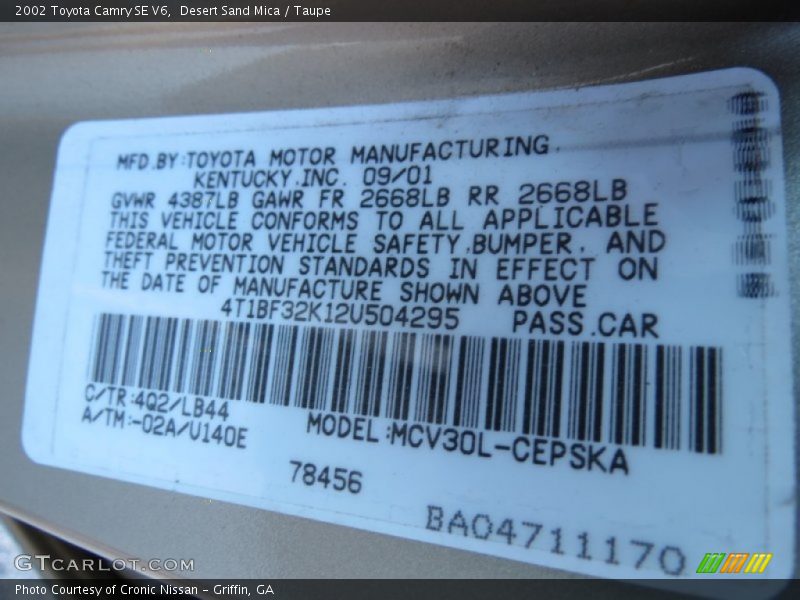 2002 Toyota Camry SE V6,  Desert Sand Mica / Taupe
MFD.BY:TOYOTA MOTOR MANUFACTURING
KENTUCKY,INC. 09/01
GVWR 4387LB GAWR FR 2668LB RR 2668LB
THIS VEHICLE CONFORMS TO ALL APPLICABLE
FEDERAL MOTOR VEHICLE SAFETY,BUMPER, AND
THEFT PREVENTION STANDARDS IN EFFECT ON
THE DATE OF MANUFACTURE SHOWN ABOVE
4T1BF32K12U504295 PASS.CAR
C/TR:4Q2/LB44
A/TM:-02A/U140E
MODEL:MCV30L-CEPSKA
78456
BA04711170
GTCARLOT.COM
Photo Courtesy of Cronic Nissan - Griffin, GA